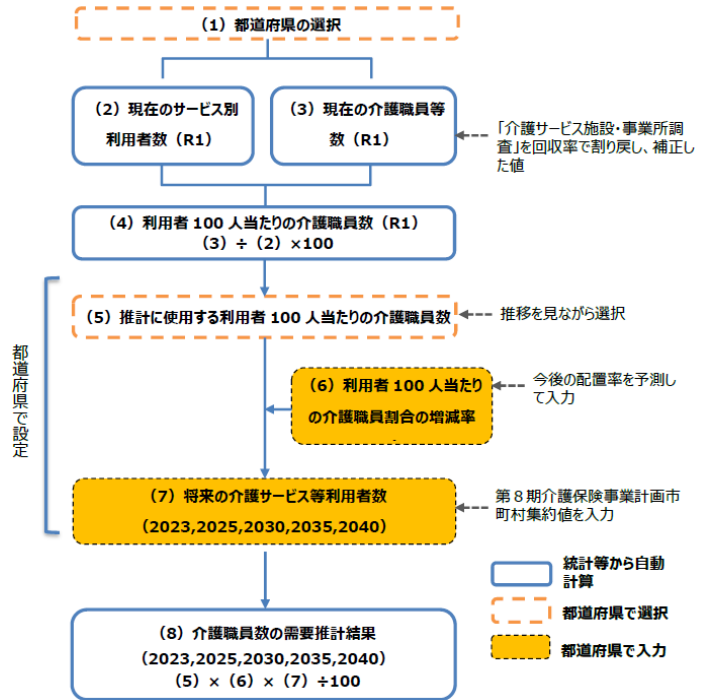 （1）都道府県の選択
（2）現在のサービス別
利用者数（R1）
（3）現在の介護職員等
数（R1）
「介護サービス施設・事業所調
査」を回収率で割り戻し、補正し
た値
（4）利用者 100 人当たりの介護職員数（R1）
（3）÷（2）×100
都道府県で設定
（5）推計に使用する利用者 100 人当たりの介護職員数
推移を見ながら選択
（6）利用者 100 人当たり
の介護職員割合の増減率
今後の配置率を予測し
て入力
（7）将来の介護サービス等利用者数
（2023,2025,2030,2035,2040）
第８期介護保険事業計画市
町村集約値を入力
（8）介護職員数の需要推計結果
（2023,2025,2030,2035,2040）
（5）×（6）×（7）÷100
統計等から自動
計算
都道府県で選択
都道府県で入力